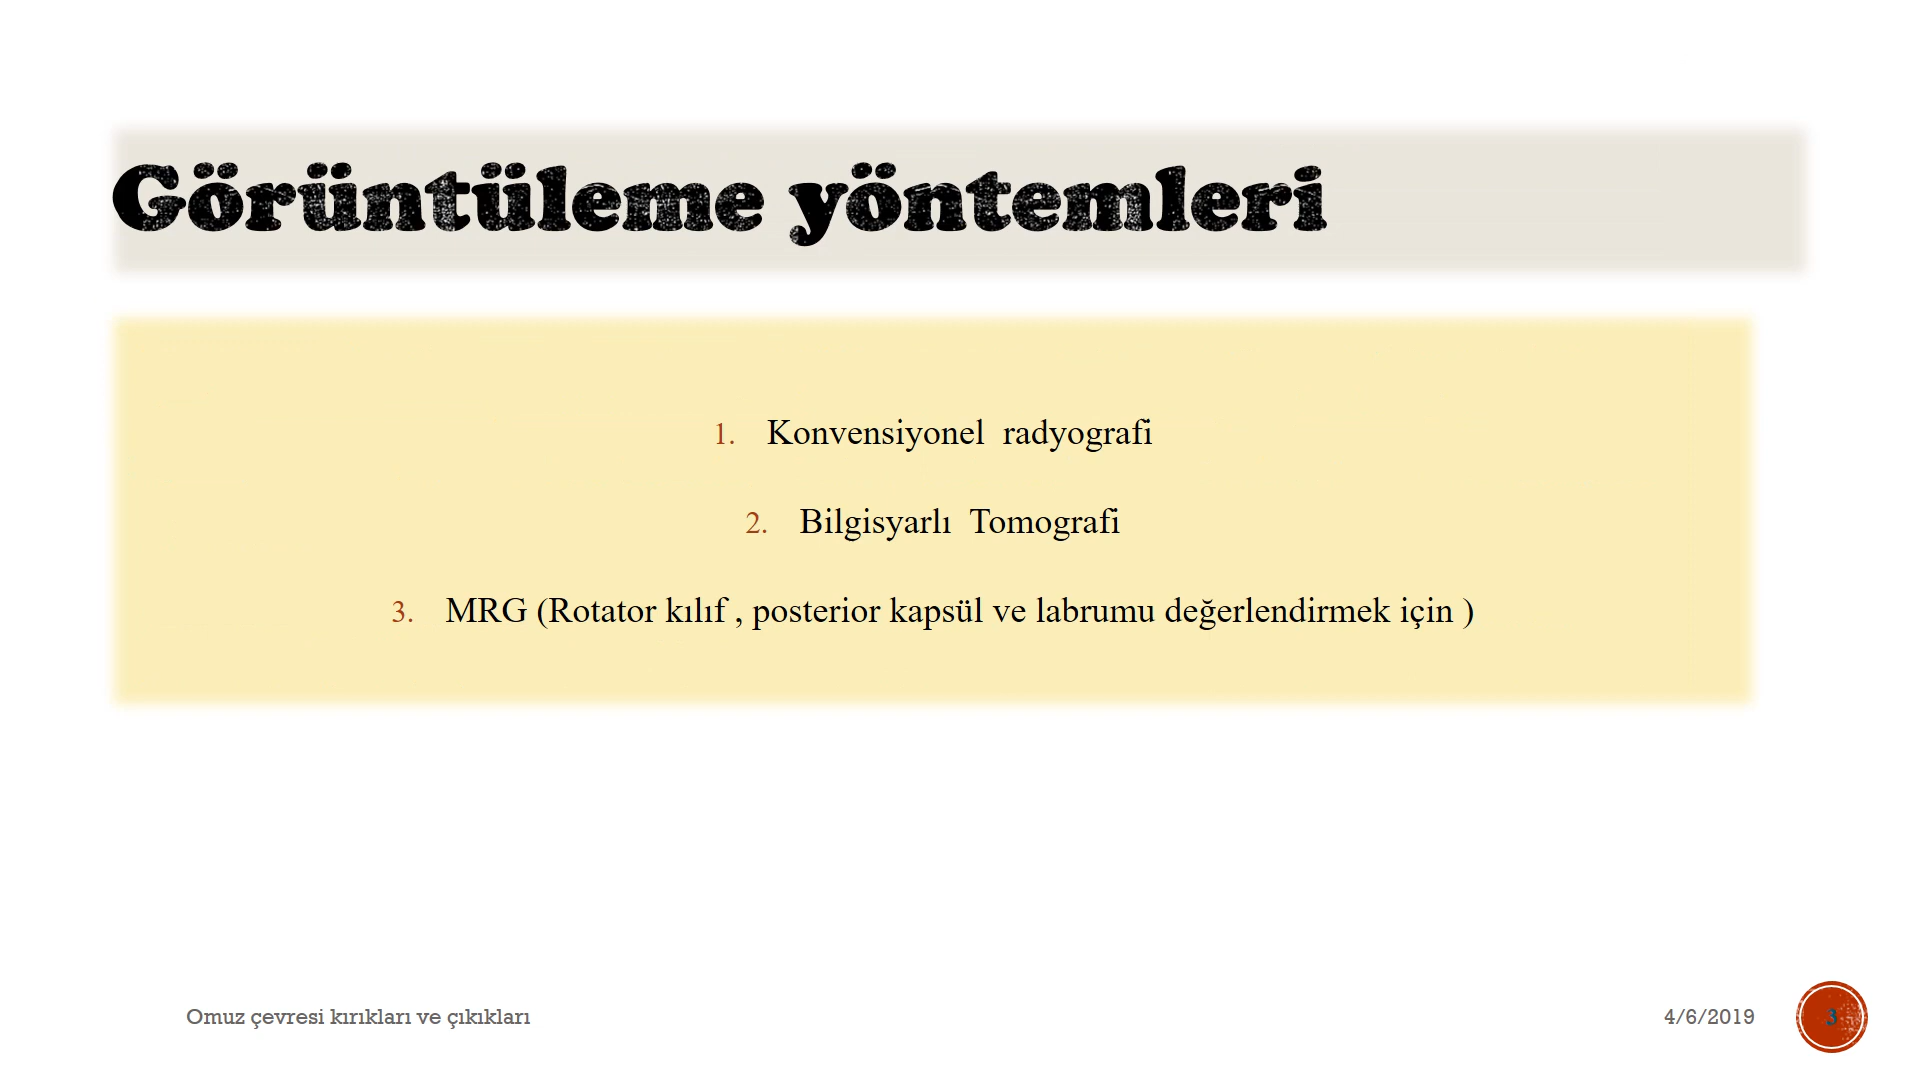 Görüntüleme yöntemleri
1. Konvensiyonel radyografi
2. Bilgisyarlı Tomografi
3. MRG (Rotator kılıf , posterior kapsül ve labrumu değerlendirmek için )
Omuz çevresi kırıkları ve çıkıkları
4/6/2019
3